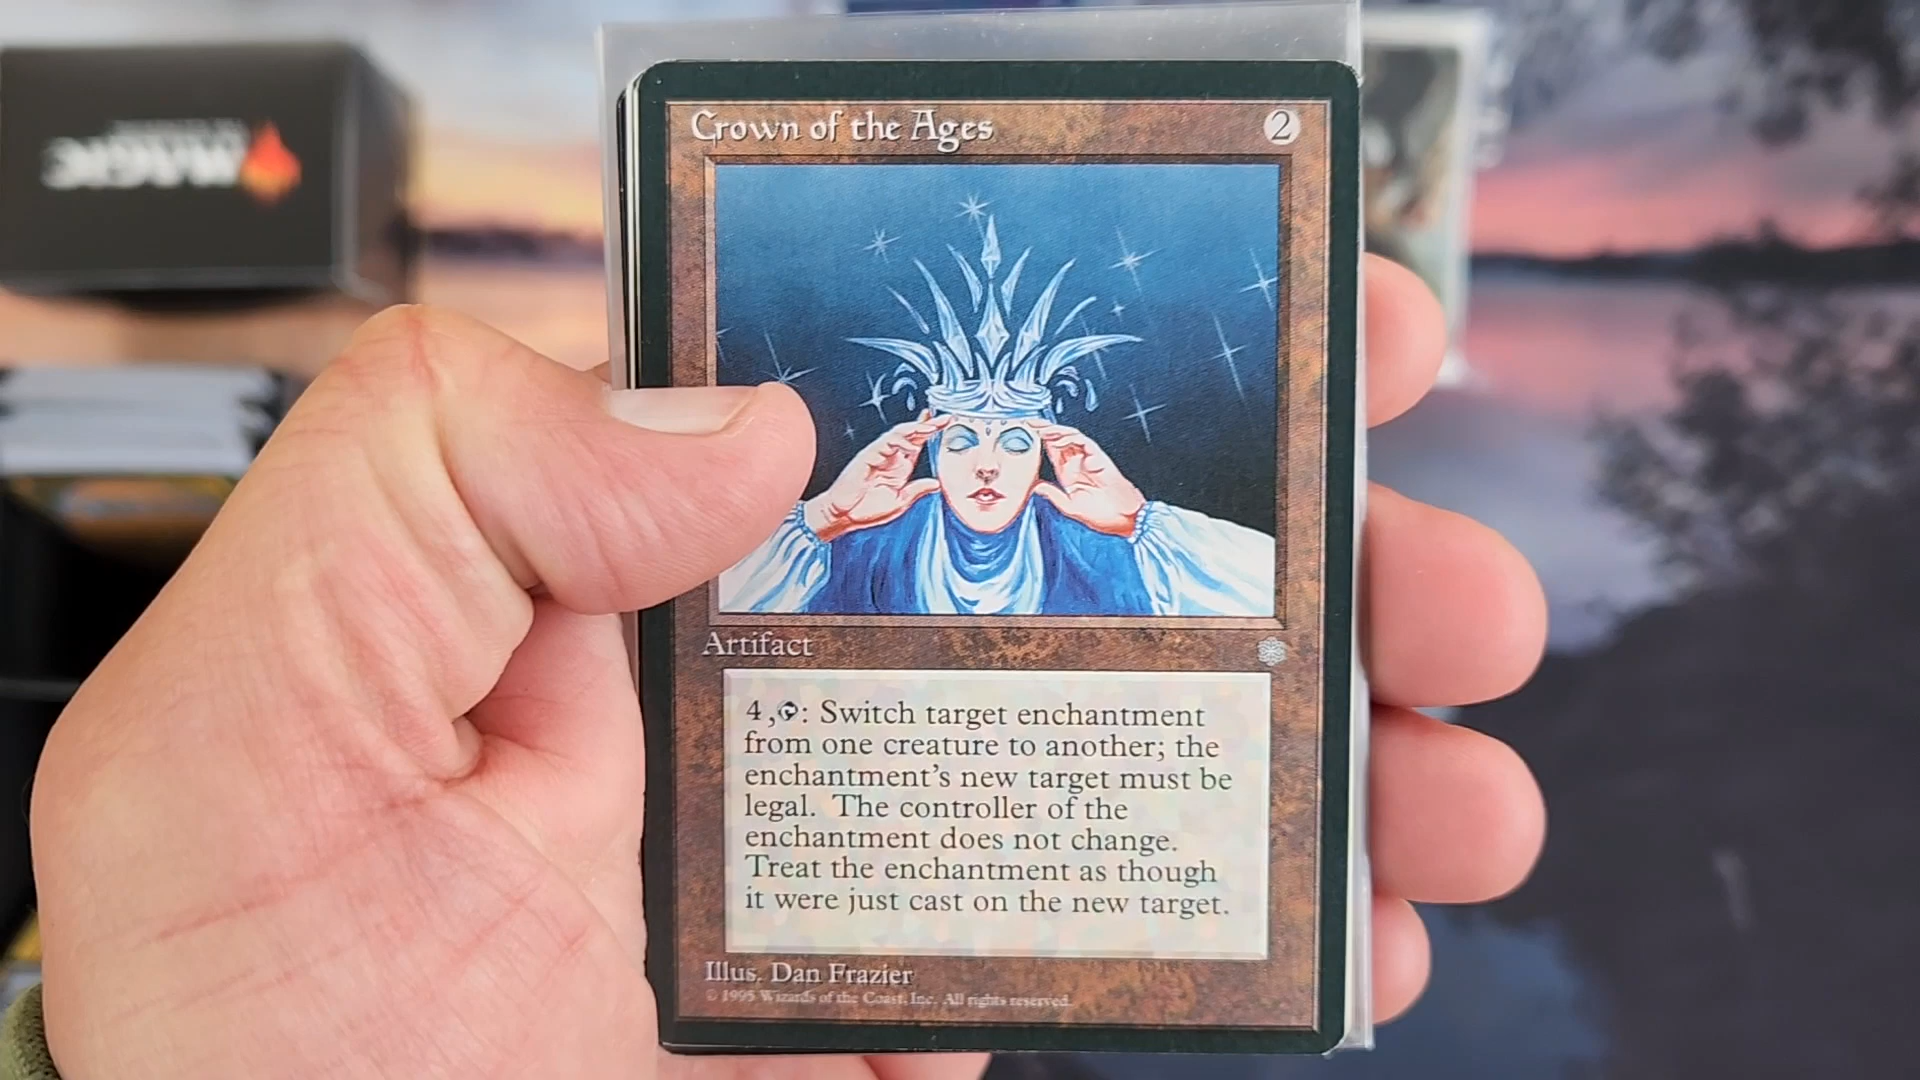 MAGIC
Crown of the Ages 2
Artifact
4, : Switch target enchantment
from one creature to another; the
enchantment's new target must be
legal. The controller of the
enchantment does not change.
Treat the enchantment as though
it were just cast on the new target.
Illus. Dan Frazier
© 1995 Wizards of the Coast, Inc. All rights reserved.